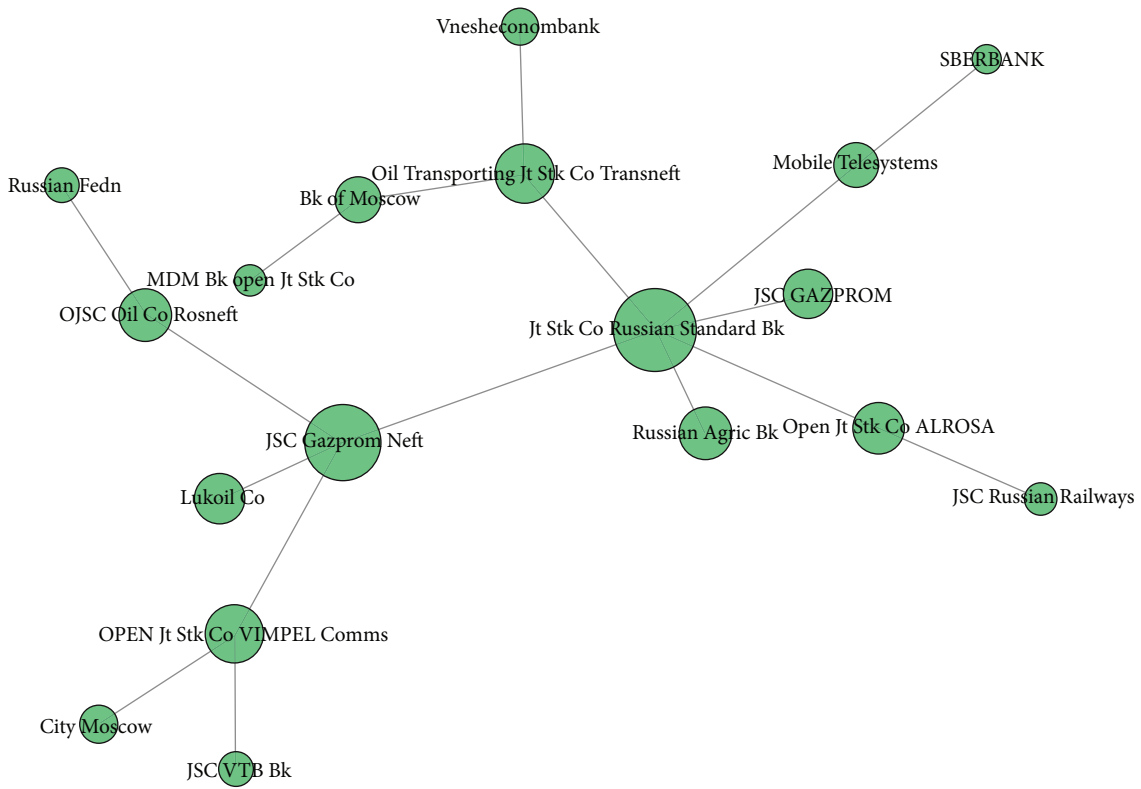 Vnesheconombank
SBERBANK
Mobile Telesystems
Oil Transporting Jt Stk Co Transneft
Russian Fedn
Bk of Moscow
MDM Bk open Jt Stk Co
JSC GAZPROM
OJSC Oil Co Rosneft
Jt Stk Co Russian Standard Bk
Open Jt Stk Co ALROSA
Russian Agric Bk
JSC Gazprom Neft
Lukoil Co
JSC Russian Railways
OPEN Jt Stk Co VIMPEL Comms
City Moscow
JSC VTB Bk